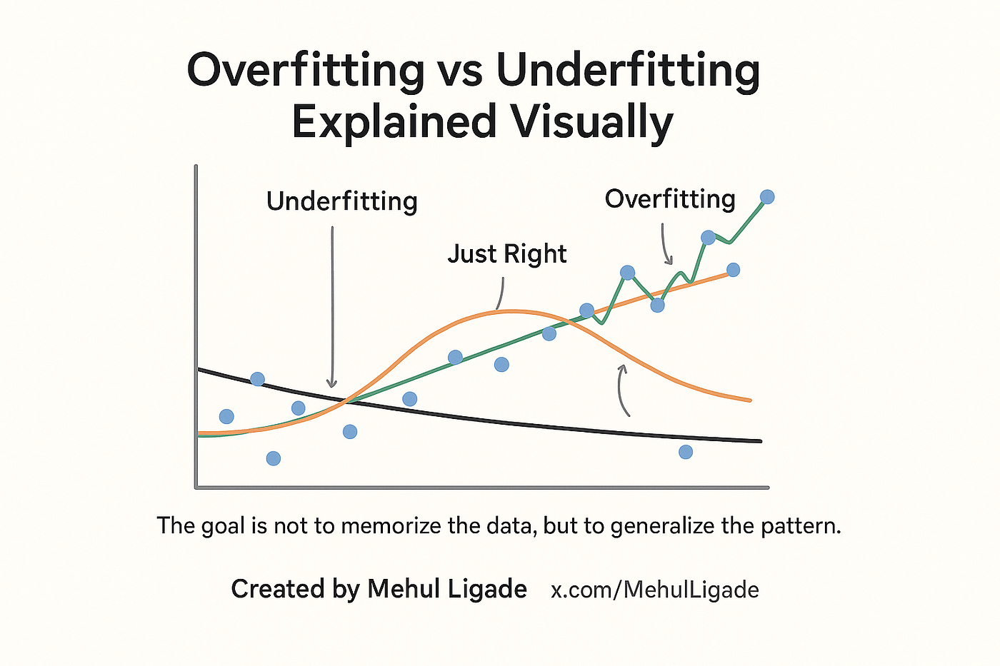 Overfitting vs Underfitting
Explained Visually
Underfitting
Overfitting
Just Right
The goal is not to memorize the data, but to generalize the pattern.
Created by Mehul Ligade x.com/MehulLigade